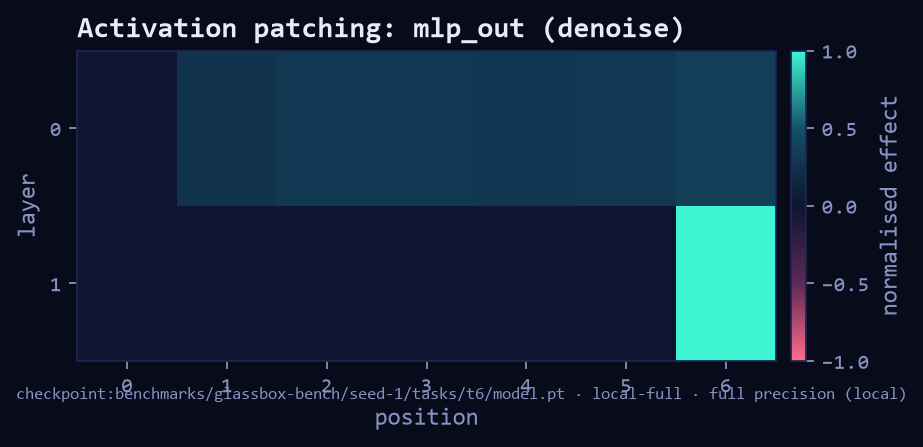 Activation patching: mlp_out (denoise)
1.0
0.5
0.0
−0.5
−1.0
normalised effect
layer
0
1
0 1 2 3 4 5 6
checkpoint:benchmarks/glassbox-bench/seed-1/tasks/t6/model.pt · local-full · full precision (local)
position